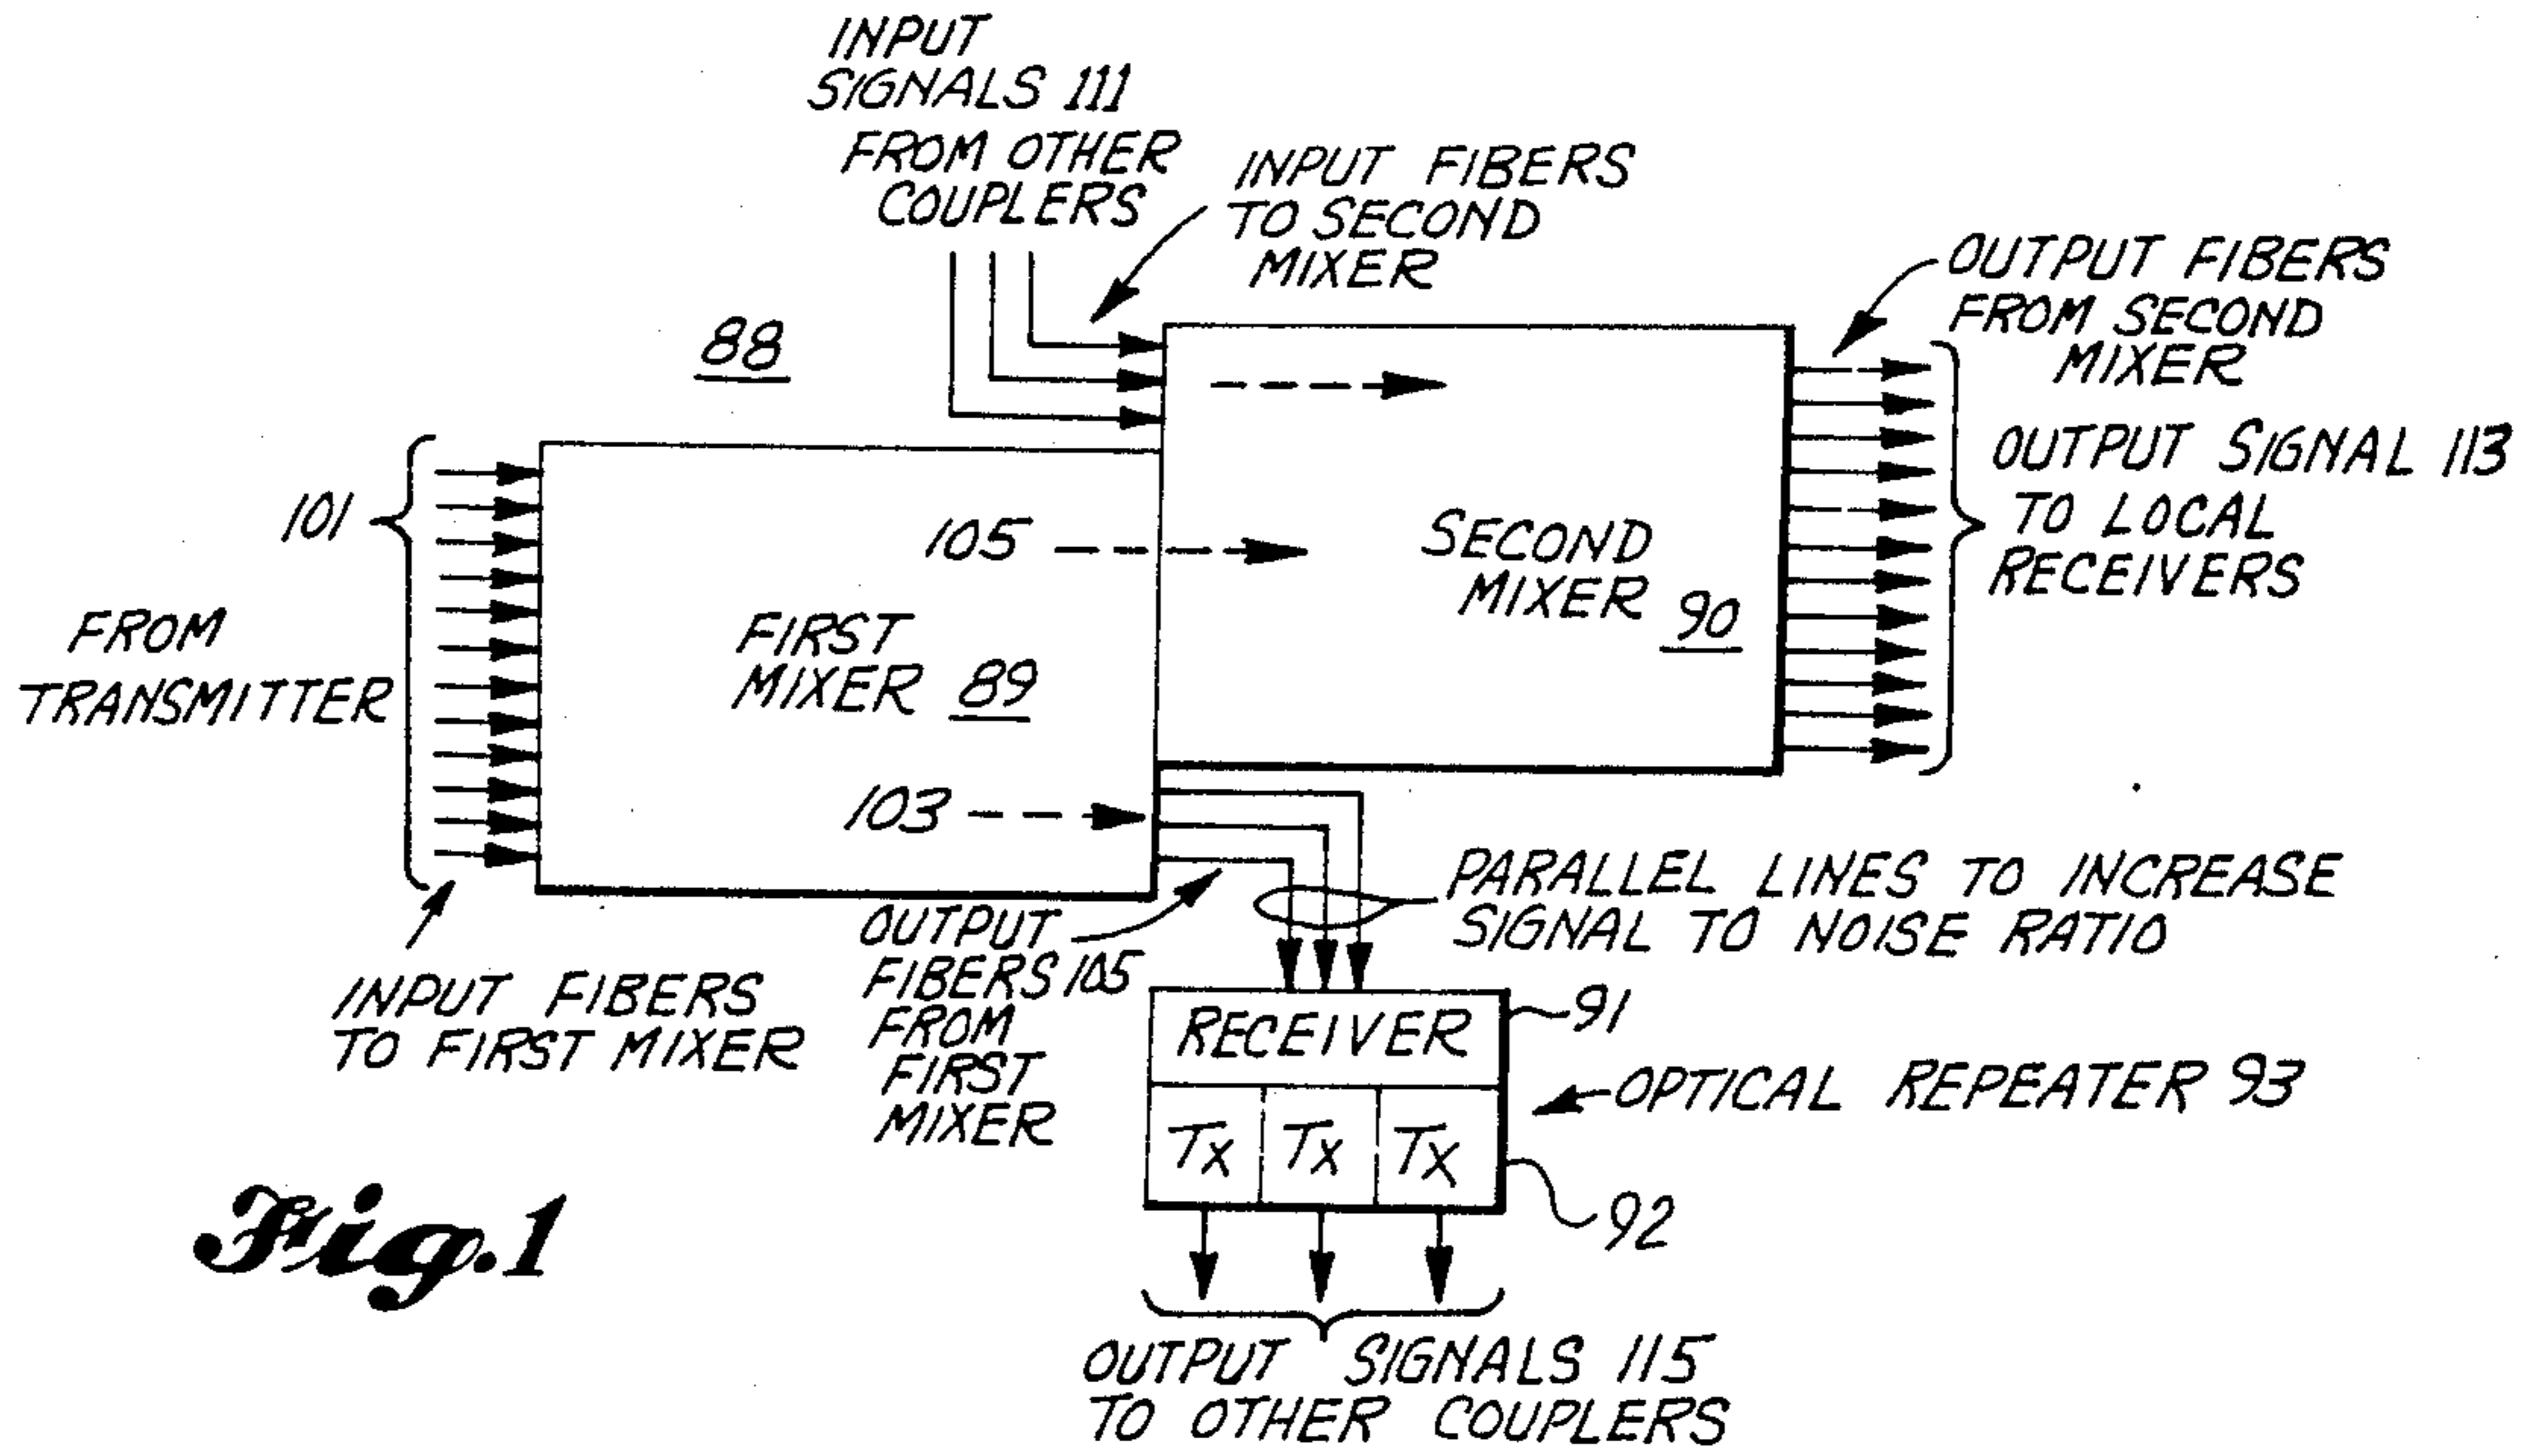 INPUT
SIGNALS 111
FROM OTHER
COUPLERS
INPUT FIBERS
TO SECOND
MIXER
OUTPUT FIBERS
FROM SECOND
MIXER
88
101
FROM
TRANSMITTER
105
SECOND
MIXER 90
OUTPUT SIGNAL 113
TO LOCAL
RECEIVERS
FIRST
MIXER 89
103
PARALLEL LINES TO INCREASE
SIGNAL TO NOISE RATIO
INPUT FIBERS
TO FIRST MIXER
OUTPUT
FIBERS 105
FROM
FIRST
MIXER
RECEIVER
91
OPTICAL REPEATER 93
Tx Tx Tx
92
Fig.1
OUTPUT SIGNALS 115
TO OTHER COUPLERS